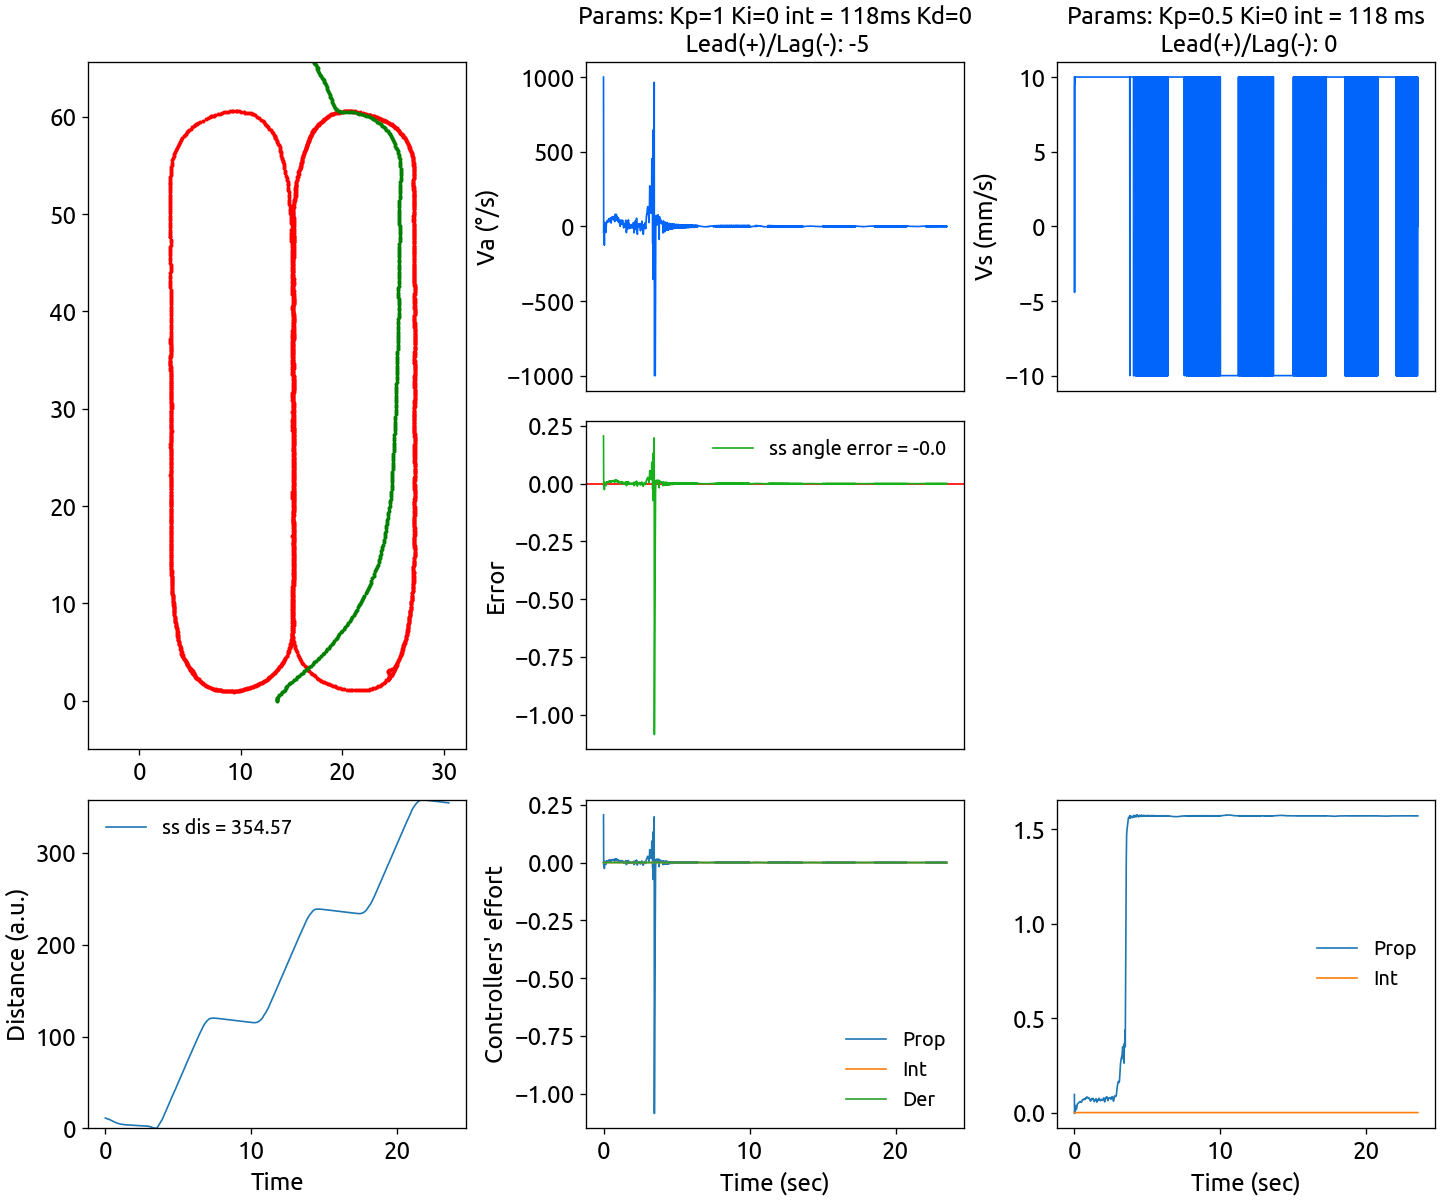 Params: Kp=1 Ki=0 int = 118ms Kd=0
Lead(+)/Lag(-): -5
Params: Kp=0.5 Ki=0 int = 118 ms
Lead(+)/Lag(-): 0
60
50
40
30
20
10
0
0
10
20
30
Va (°/s)
1000
500
0
−500
−1000
Vs (mm/s)
10
5
0
−5
−10
Error
0.25
0.00
−0.25
−0.50
−0.75
−1.00
ss angle error = -0.0
Distance (a.u.)
300
200
100
0
ss dis = 354.57
0
10
20
Time
Controllers' effort
0.25
0.00
−0.25
−0.50
−0.75
−1.00
Prop
Int
Der
0
10
20
Time (sec)
1.5
1.0
0.5
0.0
Prop
Int
0
10
20
Time (sec)